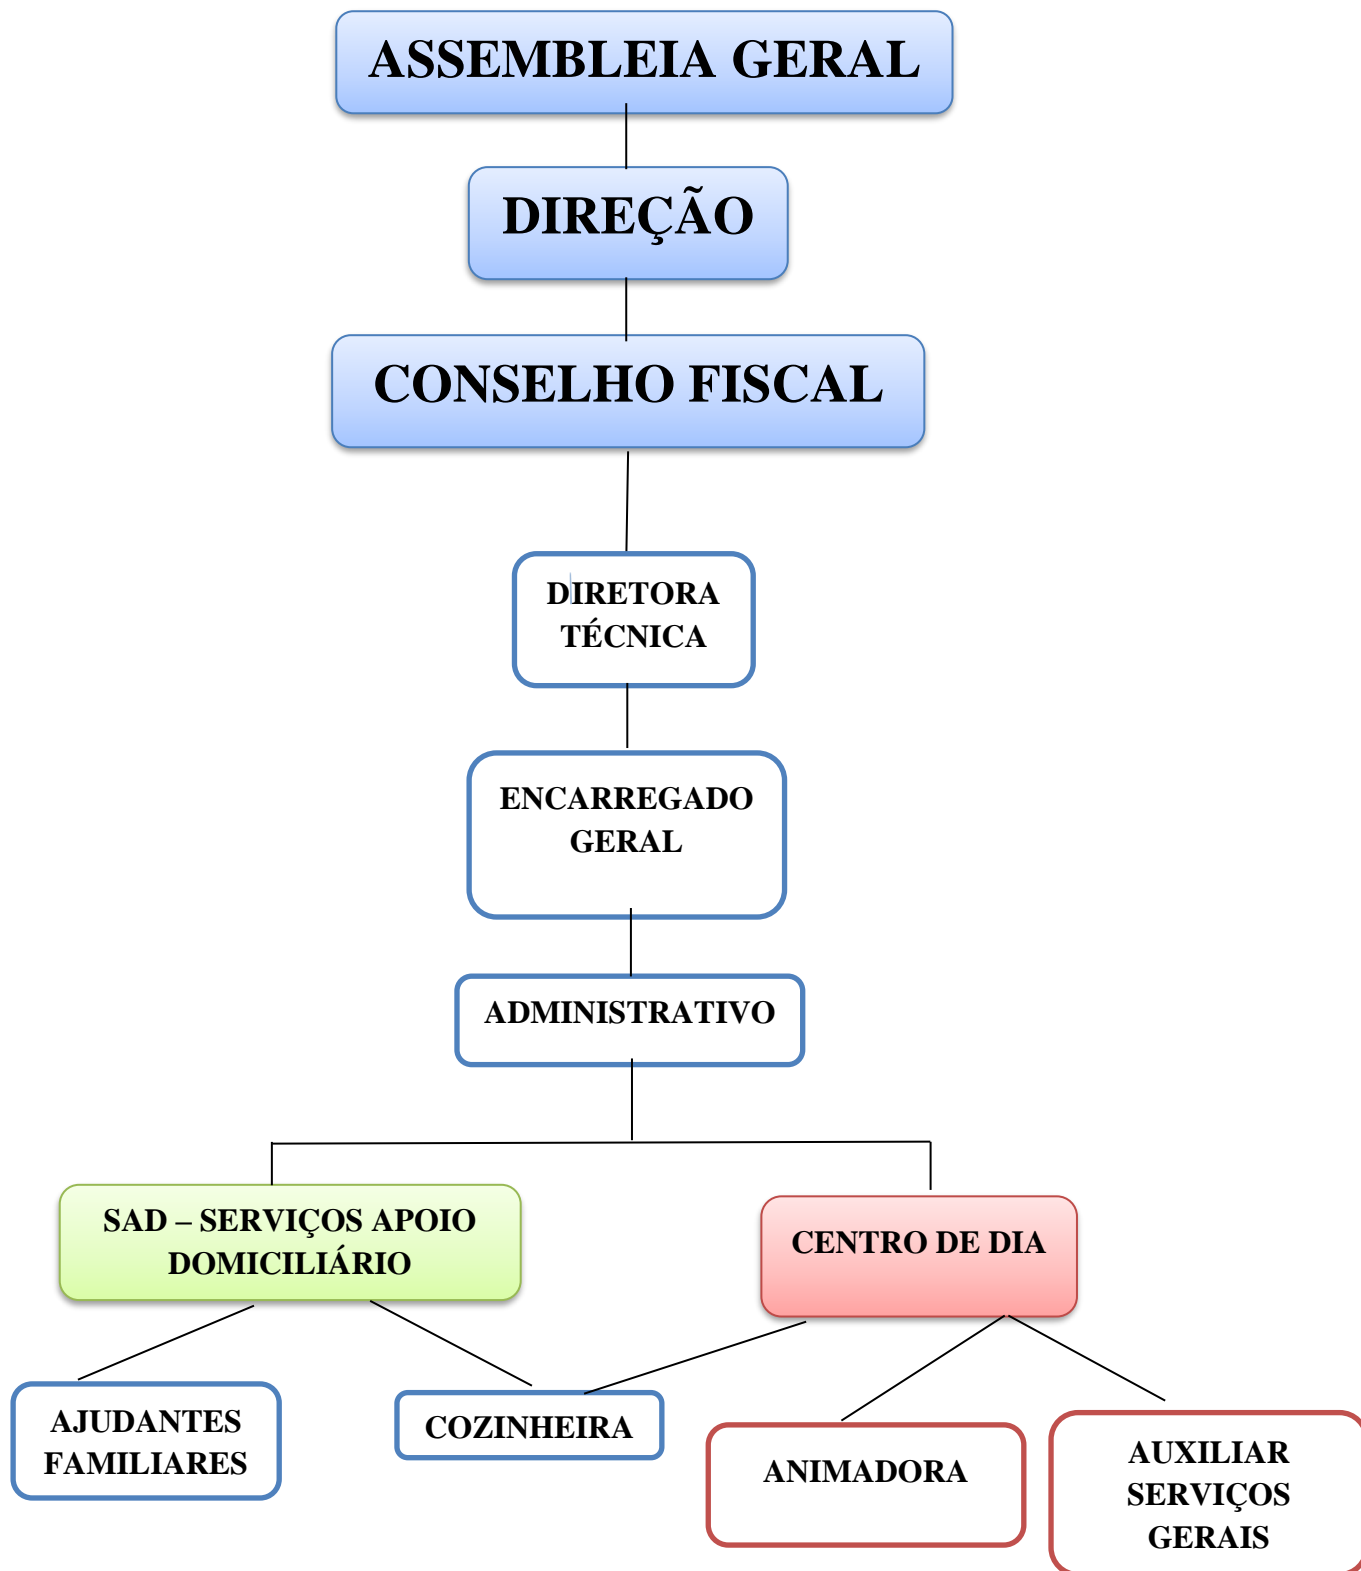 ASSEMBLEIA GERAL
DIREÇÃO
CONSELHO FISCAL
DIRETORA
TÉCNICA
ENCARREGADO
GERAL
ADMINISTRATIVO
SAD – SERVIÇOS APOIO
DOMICILIÁRIO
CENTRO DE DIA
AJUDANTES
FAMILIARES
COZINHEIRA
ANIMADORA
AUXILIAR
SERVIÇOS
GERAIS